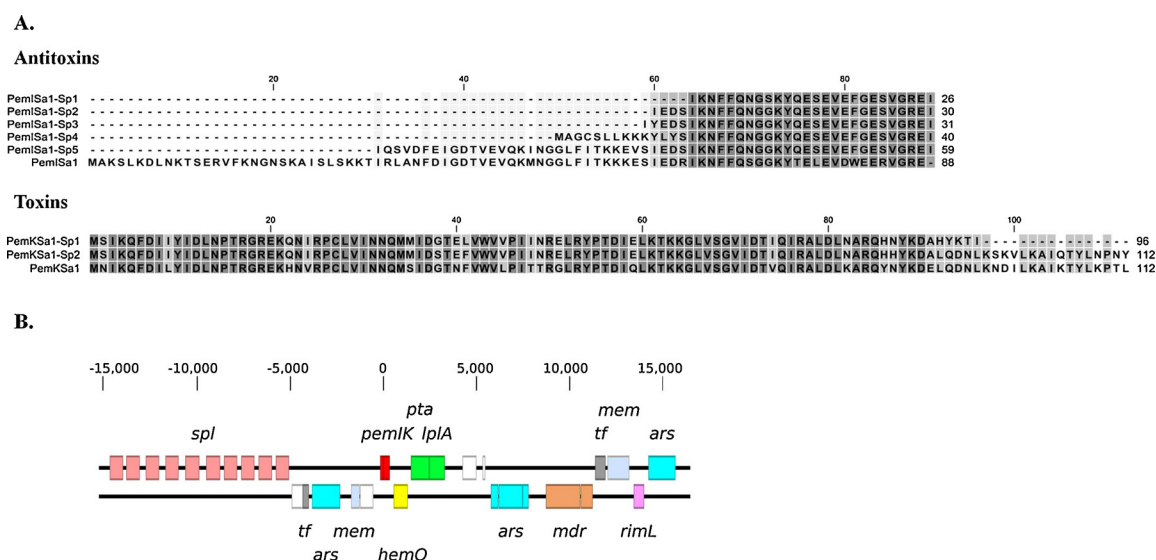 A.
Antitoxins
20 40 60 80
PemISa1-Sp1 - - - - - - - - - - - - - - - - - - - - - - - - - - - - - - - - - - - - - - - - - - - - - - - - - - - - - - - - - - - - - - - IKNFFQNGSKYQESEVEFGESVGREI 26
PemISa1-Sp2 - - - - - - - - - - - - - - - - - - - - - - - - - - - - - - - - - - - - - - - - - - - - - - - - - - - - - - - - - - - IEDSIKNFFQNGGKYQESEVEFGESVGREI 30
PemISa1-Sp3 - - - - - - - - - - - - - - - - - - - - - - - - - - - - - - - - - - - - - - - - - - - - - - - - - - - - - - - - - - IYEDSIKNFFQNGGKYQESEVEFGESVGREI 31
PemISa1-Sp4 - - - - - - - - - - - - - - - - - - - - - - - - - - - - - - - - - - - - - - - - - - - - - - - - - MAGCSLLKKKYLYSIKNFFQNGGKYQESEVEFGESVGREI 40
PemISa1-Sp5 - - - - - - - - - - - - - - - - - - - - - - - - - - - - - - IQSVDFEIGDTVEVQKINGGLFITKKKEVSIEDSIKNFFQNGGKYQESEVEFGESVGREI 59
PemISa1 MAKSLKDLNKTSERVFKNGNSKAISLSKKTIRLANFDIGDTVEVQKMNGGLFITKKKESIEDRIKNFFQSGGKYTELEVDWEERVGRE- 88
Toxins
20 40 60 80 100
PemKSa1-Sp1 MSIKQFDIIYIDLNPTRGREKQNIRPCLVINNQMMIDGTELVWVVPIINRELRYPTDIELKTKKGLVSGVIDTIQIRALDLNARQHNYKDAHYKTI- - - - - - - - - - - - - - - - 96
PemKSa1-Sp2 MSIKQFDIIYIDLNPTRGREKQNIRPCLVINNQMMIDSTEFVWVVPIINRELRYPTDIELKTKKGLVSGVIDTIQIRALDLNARQHHYKDALQDNLKSKVLKAIQTYLNPNY 112
PemKSa1 MNIKQFDILYIDLNPTRGREKHNVRPCLVINNQMSIDGTNFVWVLPITTRGLRYPTDIQLKTKKGLVSGVIDTVQIRALDLKARQYNYKDELQDNLKNDILKAIKTYLKPTL 112
B.
-15,000 -10,000 -5,000 0 5,000 10,000 15,000
pta mem
spl pemIK lplA tf ars
tf mem ars mdr rimL
ars hemO